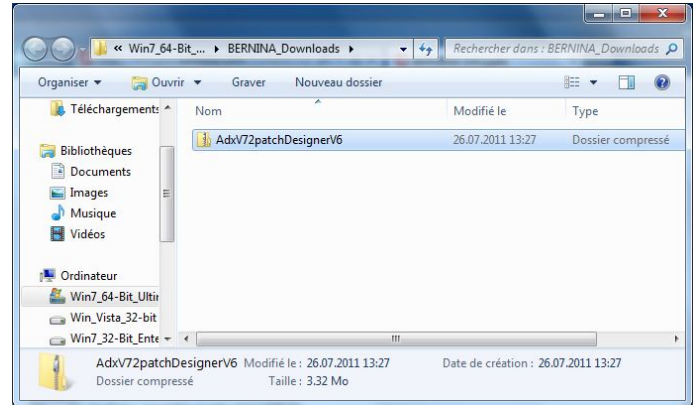 « Win7_64-Bit_... ▸ BERNINA_Downloads ▸
Rechercher dans : BERNINA_Downloads
Organiser Ouvrir Graver Nouveau dossier
Téléchargements
Bibliothèques
Documents
Images
Musique
Vidéos
Ordinateur
Win7_64-Bit_Ultir
Win_Vista_32-bit
Win7_32-Bit_Ente
Nom Modifié le Type
AdxV72patchDesignerV6 26.07.2011 13:27 Dossier compressé
AdxV72patchDesignerV6 Modifié le : 26.07.2011 13:27 Date de création : 26.07.2011 13:27
Dossier compressé Taille : 3.32 Mo